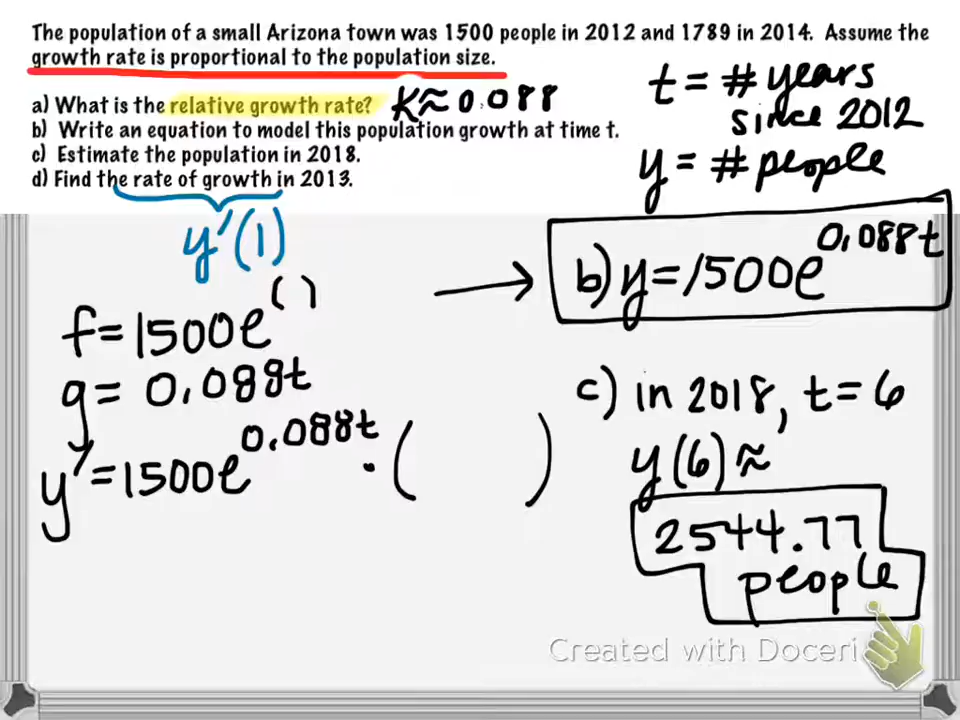 The population of a small Arizona town was 1500 people in 2012 and 1789 in 2014. Assume the
growth rate is proportional to the population size.
a) What is the relative growth rate? K≈0.088
b) Write an equation to model this population growth at time t.
c) Estimate the population in 2018.
d) Find the rate of growth in 2013.
t = # years
since 2012
y = # people
y'(1)
b) y=1500e^0.088t
f=1500e^( )
g= 0.088t
y'=1500e^0.088t · ( )
c) in 2018, t=6
y(6)≈
2544.77
people
Created with Doceri